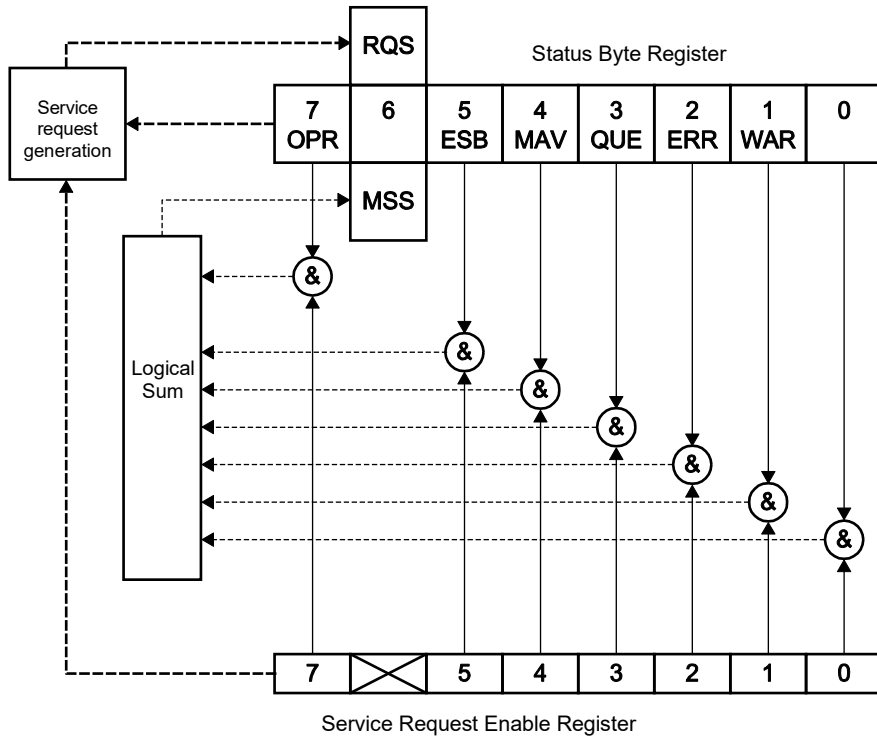 RQS
Status Byte Register
Service
request
generation
7 6 5 4 3 2 1 0
OPR ESB MAV QUE ERR WAR
MSS
&
&
Logical
Sum
&
&
&
&
&
7 5 4 3 2 1 0
Service Request Enable Register